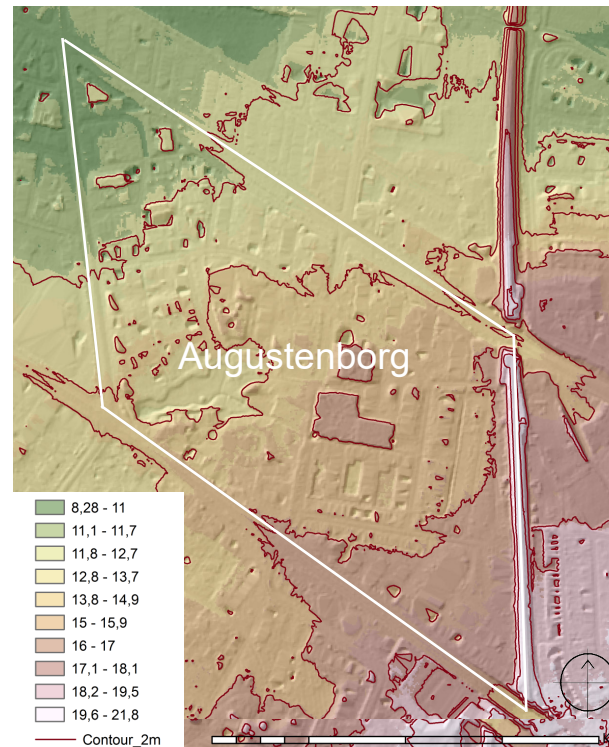 Augustenborg
8,28 - 11
11,1 - 11,7
11,8 - 12,7
12,8 - 13,7
13,8 - 14,9
15 - 15,9
16 - 17
17,1 - 18,1
18,2 - 19,5
19,6 - 21,8
Contour_2m